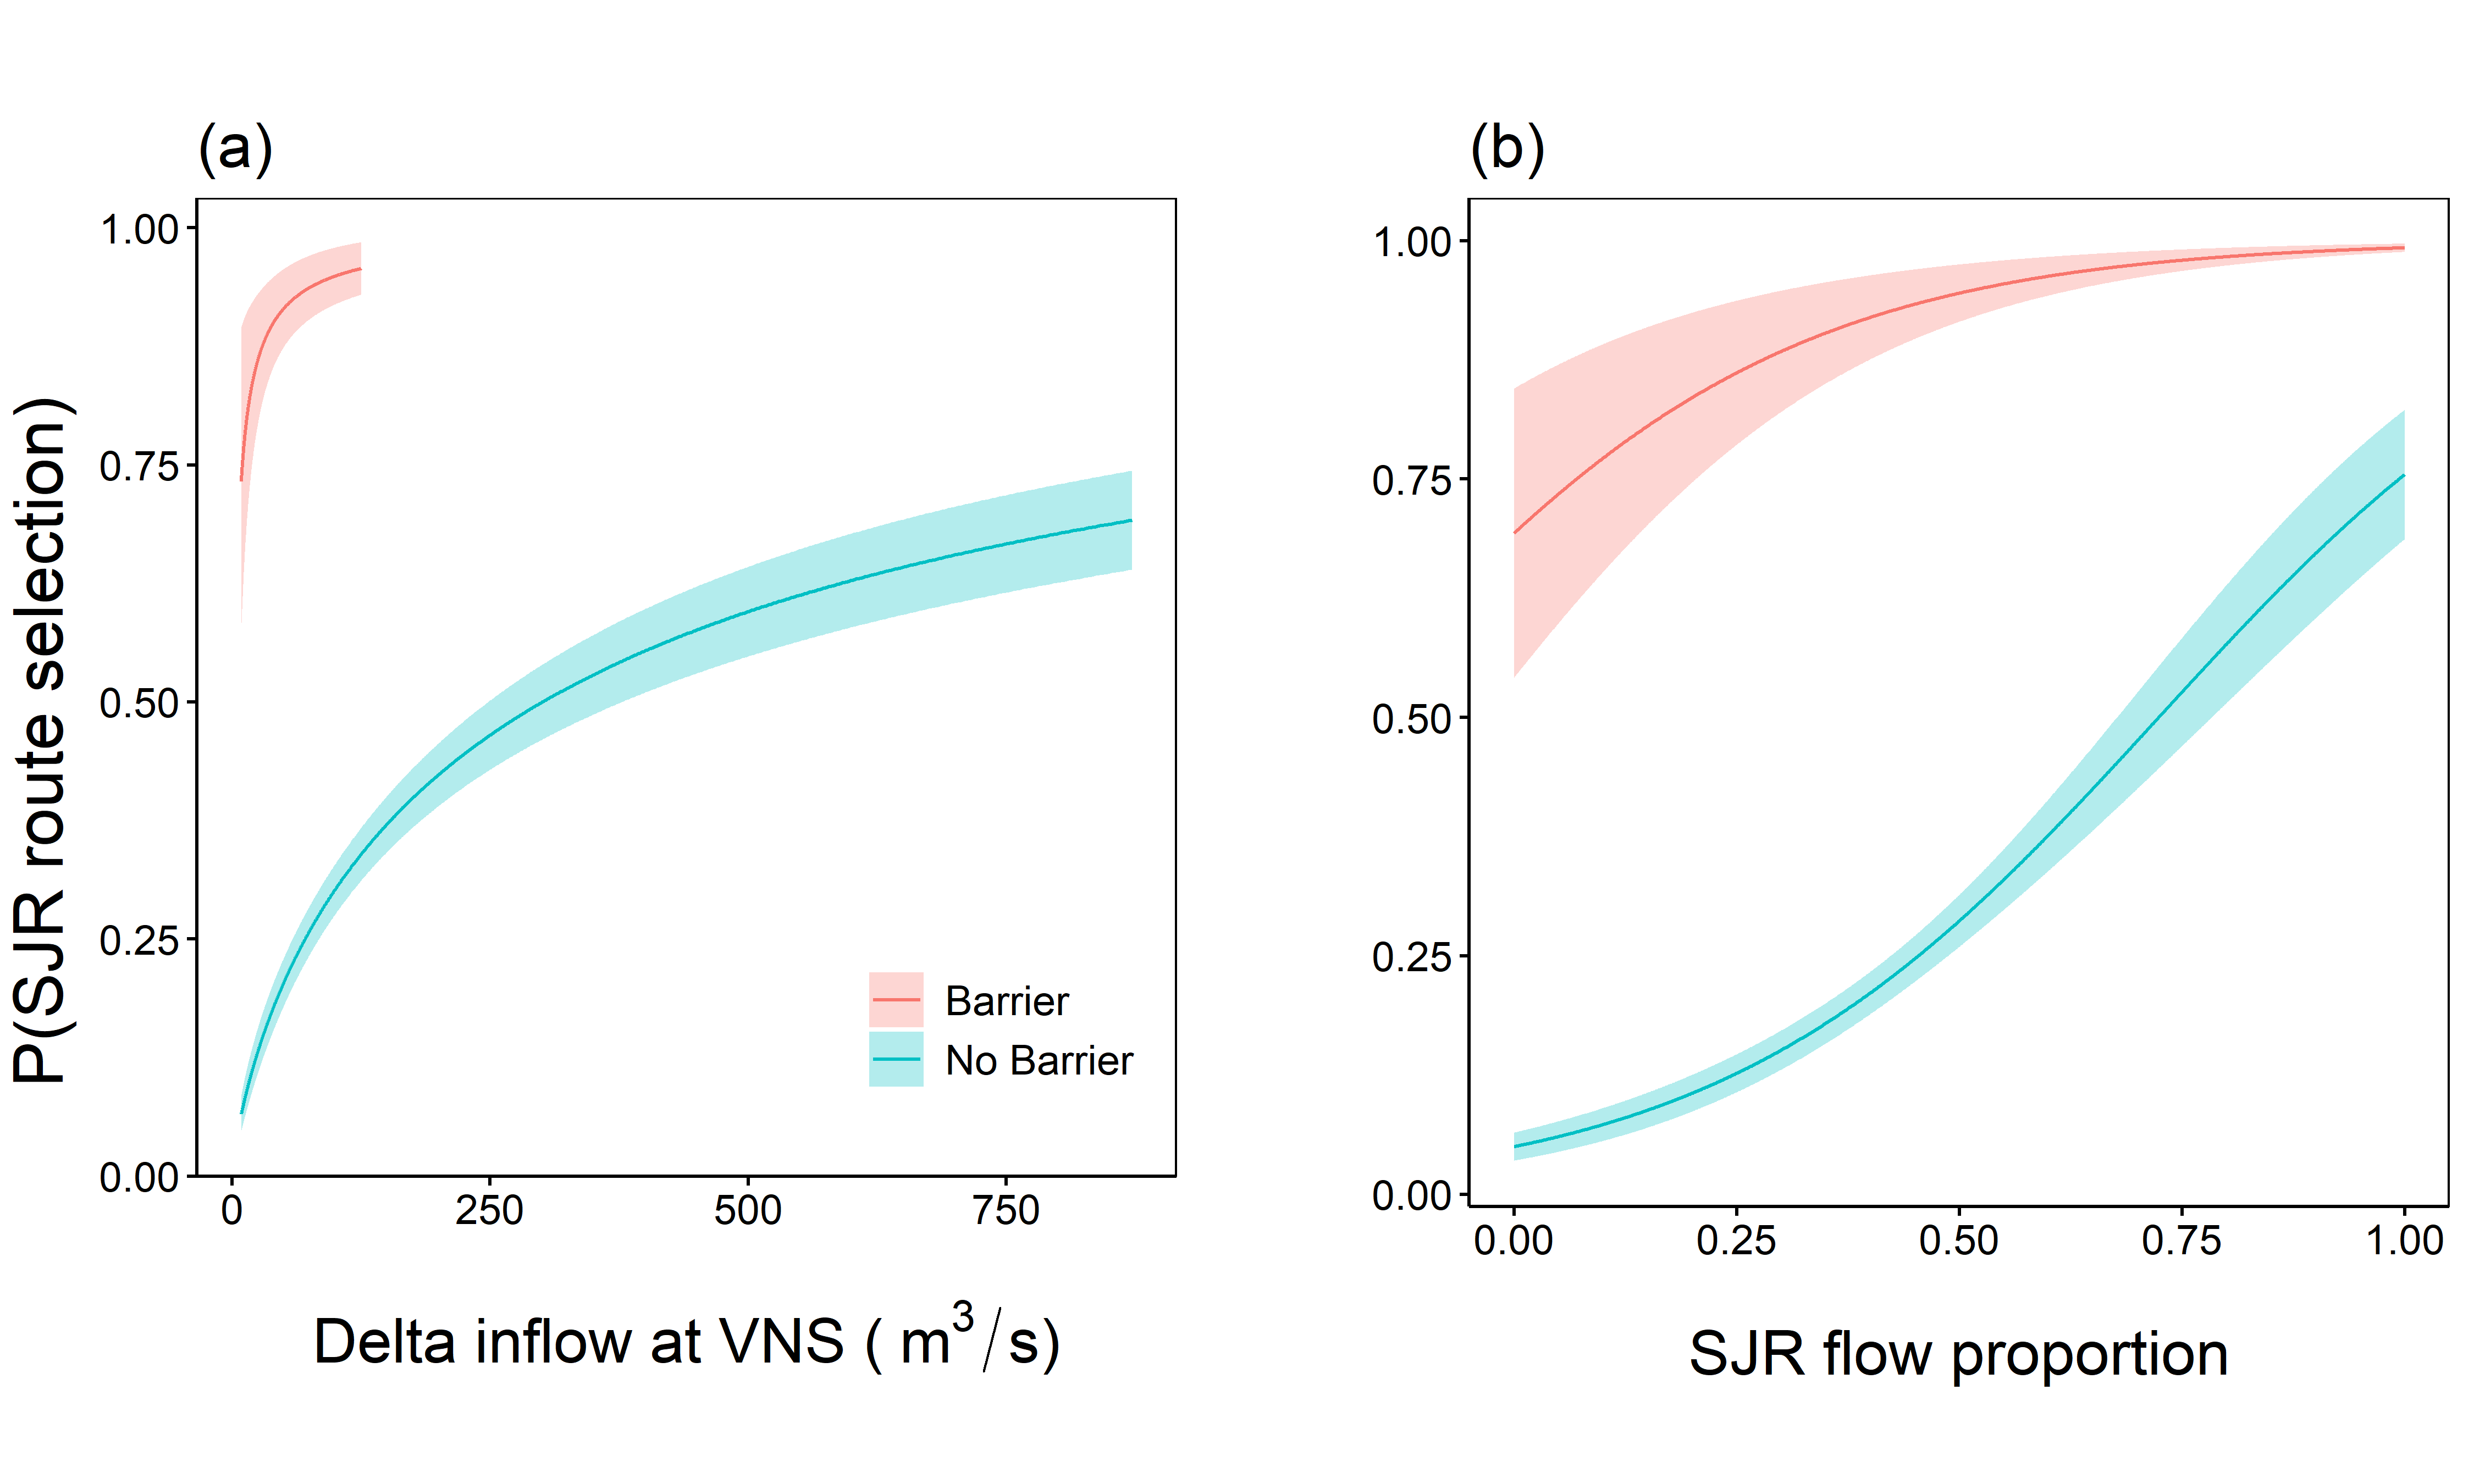 (a)
(b)
P(SJR route selection)
1.00
0.75
0.50
0.25
0.00
0 250 500 750
Barrier
No Barrier
Delta inflow at VNS ( m³/s)
1.00
0.75
0.50
0.25
0.00
0.00 0.25 0.50 0.75 1.00
SJR flow proportion